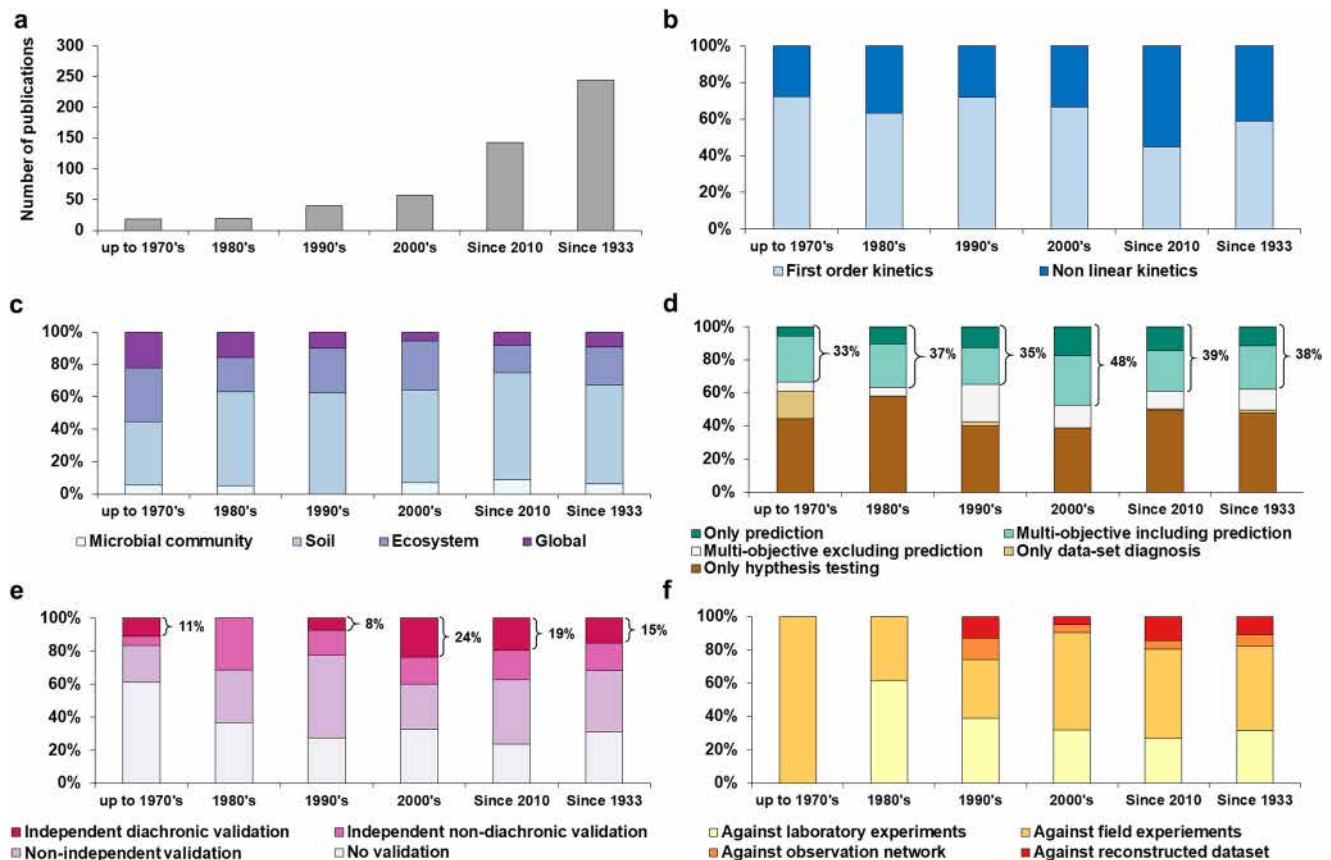 a
Number of publications
300
250
200
150
100
50
0
up to 1970's 1980's 1990's 2000's Since 2010 Since 1933
b
100%
80%
60%
40%
20%
0%
up to 1970's 1980's 1990's 2000's Since 2010 Since 1933
First order kinetics Non linear kinetics
c
100%
80%
60%
40%
20%
0%
up to 1970's 1980's 1990's 2000's Since 2010 Since 1933
Microbial community Soil Ecosystem Global
d
100%
80%
60%
40%
20%
0%
33% 37% 35% 48% 39% 38%
up to 1970's 1980's 1990's 2000's Since 2010 Since 1933
Only prediction Multi-objective including prediction
Multi-objective excluding prediction Only data-set diagnosis
Only hypthesis testing
e
100%
80%
60%
40%
20%
0%
11% 8% 24% 19% 15%
up to 1970's 1980's 1990's 2000's Since 2010 Since 1933
Independent diachronic validation Independent non-diachronic validation
Non-independent validation No validation
f
100%
80%
60%
40%
20%
0%
up to 1970's 1980's 1990's 2000's Since 2010 Since 1933
Against laboratory experiments Against field experiements
Against observation network Against reconstructed dataset